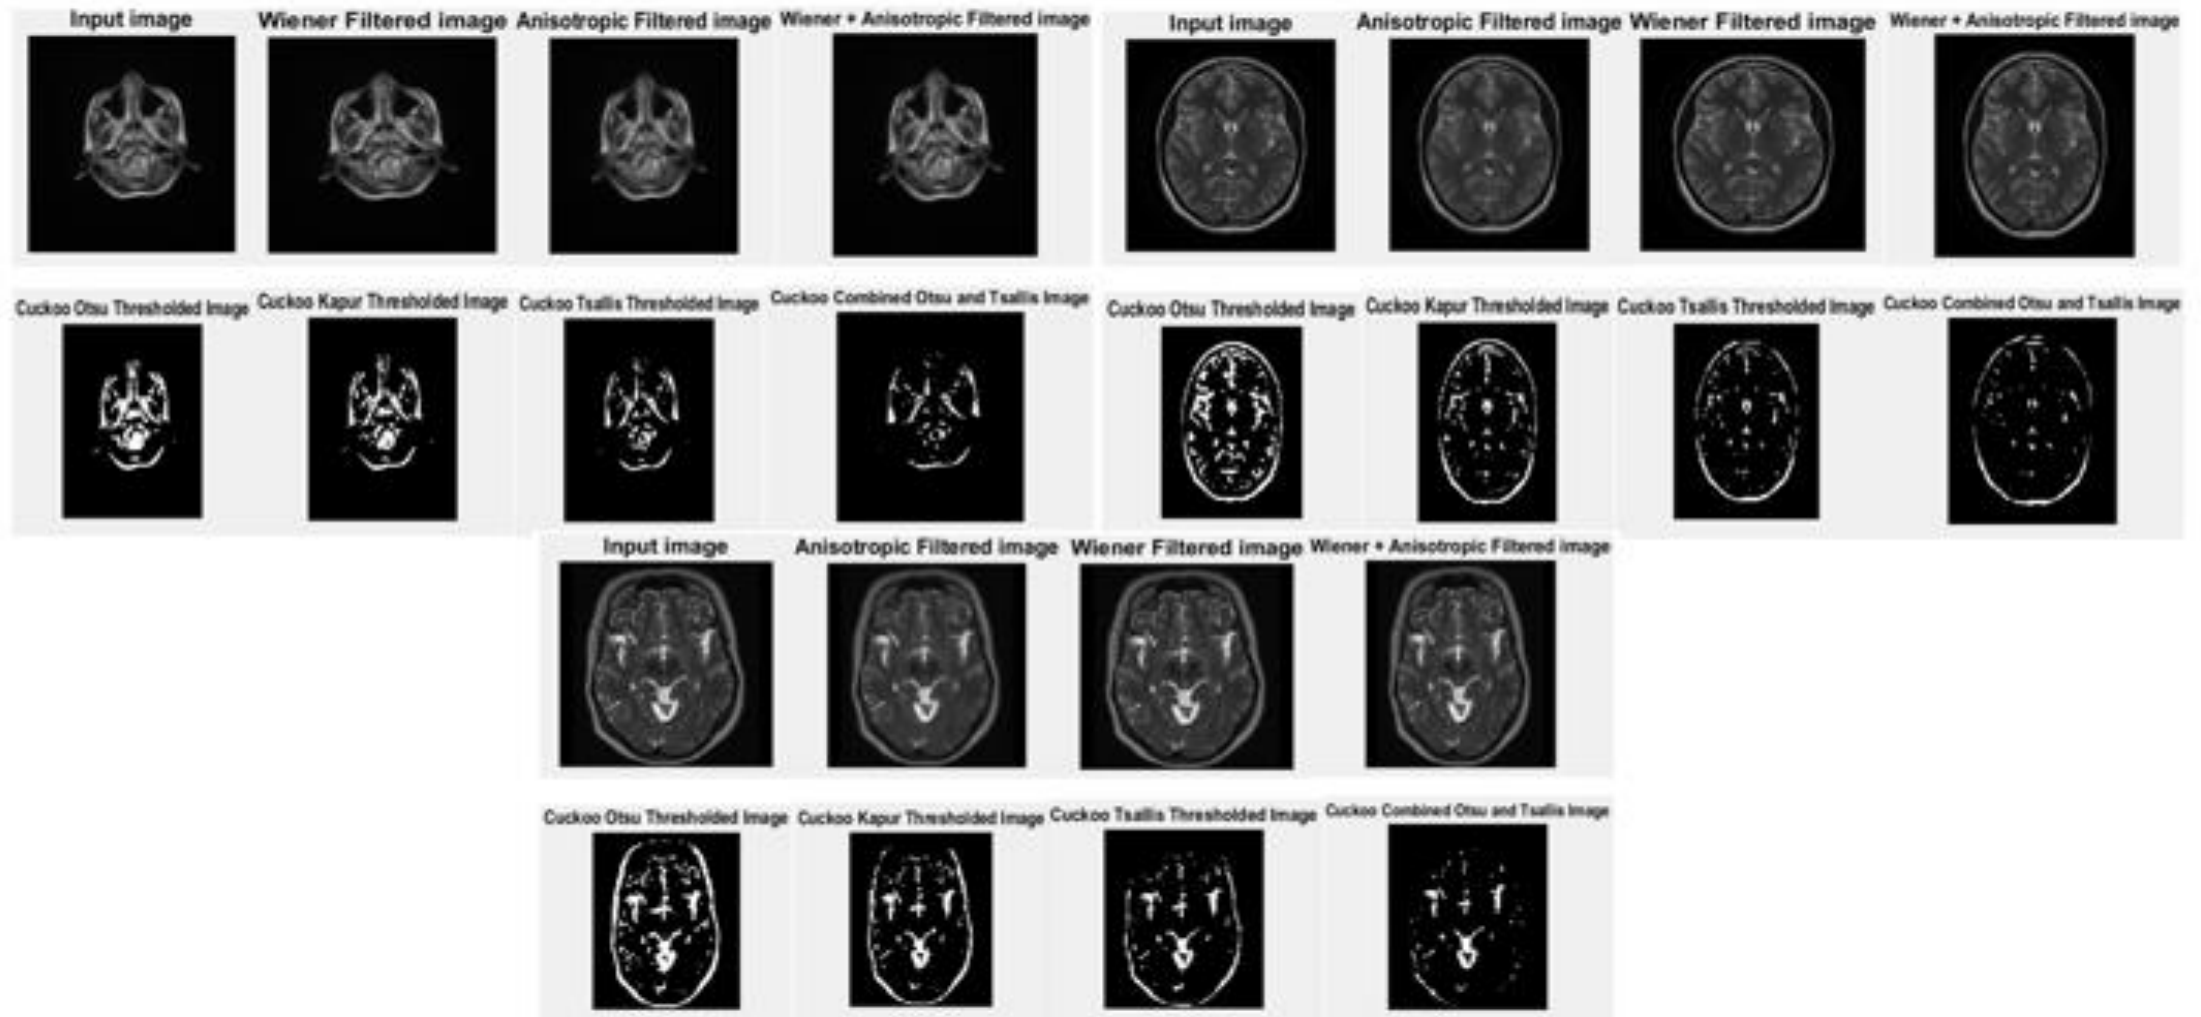 Input image
Wiener Filtered image
Anisotropic Filtered image
Wiener + Anisotropic Filtered image
Cuckoo Otsu Thresholded Image
Cuckoo Kapur Thresholded Image
Cuckoo Tsallis Thresholded Image
Cuckoo Combined Otsu and Tsallis Image
Input image
Anisotropic Filtered image
Wiener Filtered image
Wiener + Anisotropic Filtered image
Cuckoo Otsu Thresholded Image
Cuckoo Kapur Thresholded Image
Cuckoo Tsallis Thresholded Image
Cuckoo Combined Otsu and Tsallis Image
Input image
Anisotropic Filtered image
Wiener Filtered image
Wiener + Anisotropic Filtered image
Cuckoo Otsu Thresholded Image
Cuckoo Kapur Thresholded Image
Cuckoo Tsallis Thresholded Image
Cuckoo Combined Otsu and Tsallis Image